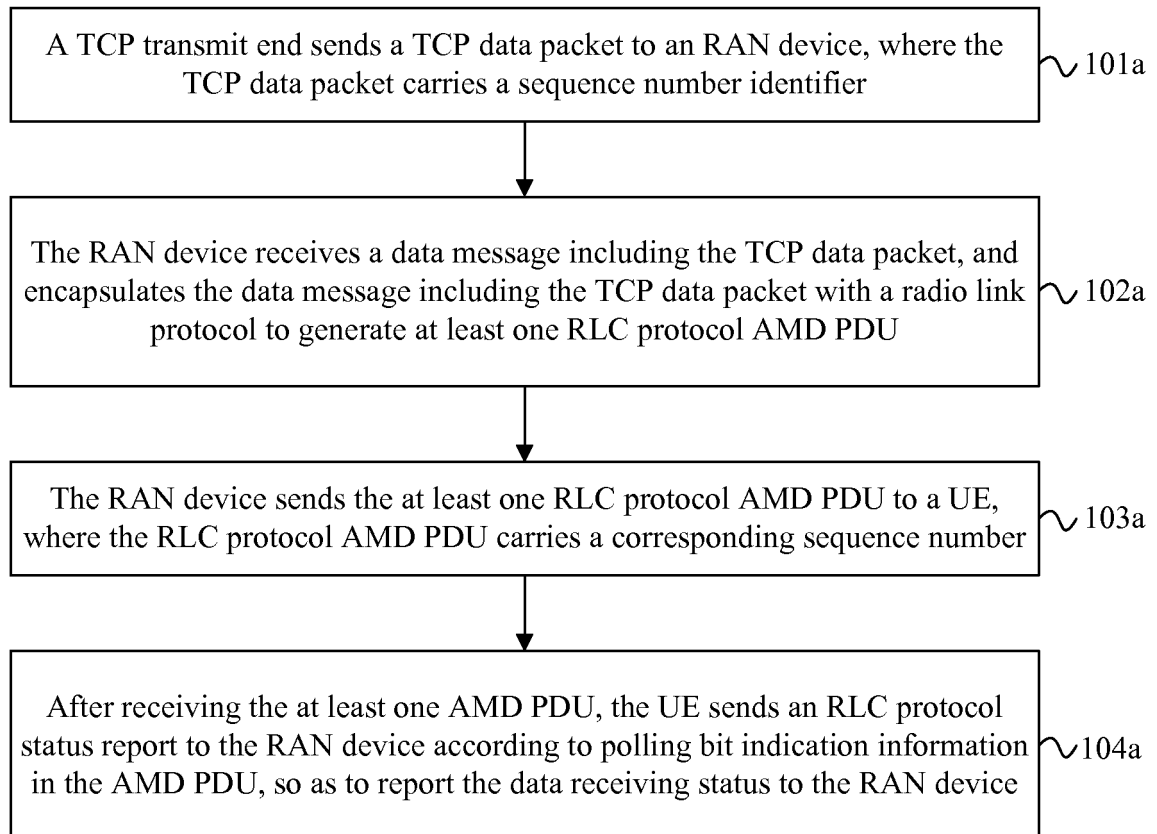 A TCP transmit end sends a TCP data packet to an RAN device, where the
TCP data packet carries a sequence number identifier
101a
The RAN device receives a data message including the TCP data packet, and
encapsulates the data message including the TCP data packet with a radio link
protocol to generate at least one RLC protocol AMD PDU
102a
The RAN device sends the at least one RLC protocol AMD PDU to a UE,
where the RLC protocol AMD PDU carries a corresponding sequence number
103a
After receiving the at least one AMD PDU, the UE sends an RLC protocol
status report to the RAN device according to polling bit indication information
in the AMD PDU, so as to report the data receiving status to the RAN device
104a